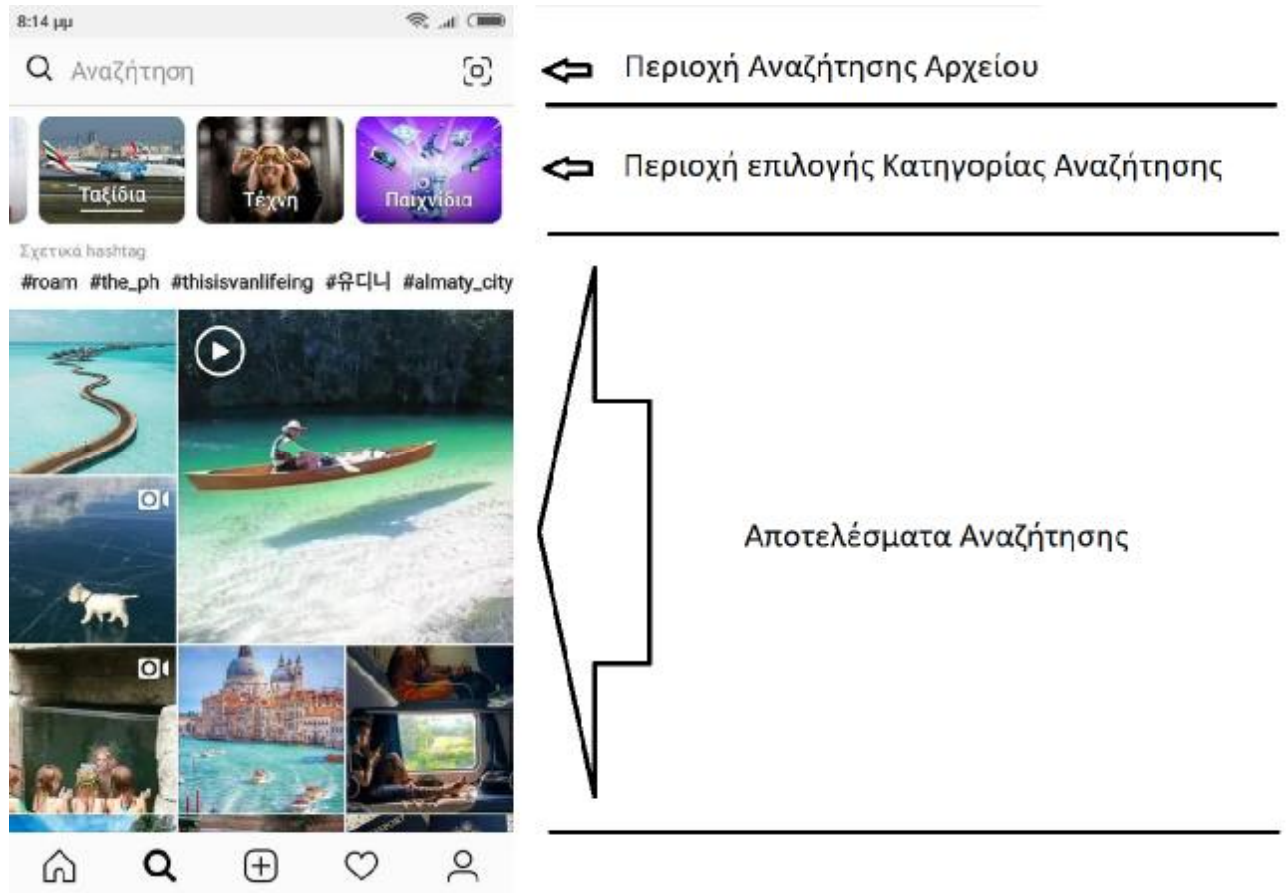 8:14 μμ
Αναζήτηση
Περιοχή Αναζήτησης Αρχείου
Ταξίδια
Τέχνη
Παιχνίδια
Περιοχή επιλογής Κατηγορίας Αναζήτησης
Σχετικά hashtag
#roam #the_ph #thisisvanlifeing #유디니 #almaty_city
Αποτελέσματα Αναζήτησης